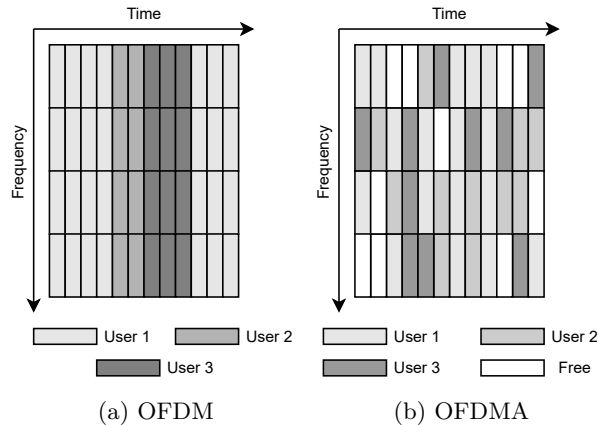 Time
Frequency
User 1
User 2
User 3
(a) OFDM
Time
Frequency
User 1
User 2
User 3
Free
(b) OFDMA